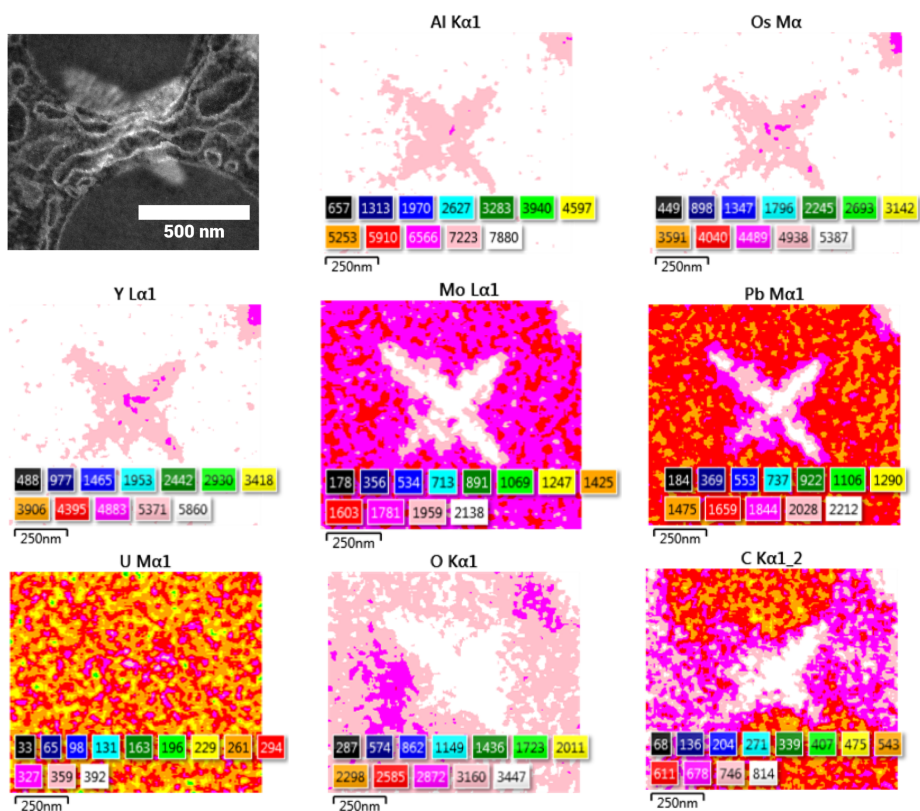 Al Kα1
Os Mα
500 nm
657 1313 1970 2627 3283 3940 4597
5253 5910 6566 7223 7880
250nm
449 898 1347 1796 2245 2693 3142
3591 4040 4489 4938 5387
250nm
Y Lα1
Mo Lα1
Pb Mα1
488 977 1465 1953 2442 2930 3418
3906 4395 4883 5371 5860
250nm
178 356 534 713 891 1069 1247 1425
1603 1781 1959 2138
250nm
184 369 553 737 922 1106 1290
1475 1659 1844 2028 2212
250nm
U Mα1
O Kα1
C Kα1_2
33 65 98 131 163 196 229 261 294
327 359 392
250nm
287 574 862 1149 1436 1723 2011
2298 2585 2872 3160 3447
250nm
68 136 204 271 339 407 475 543
611 678 746 814
250nm